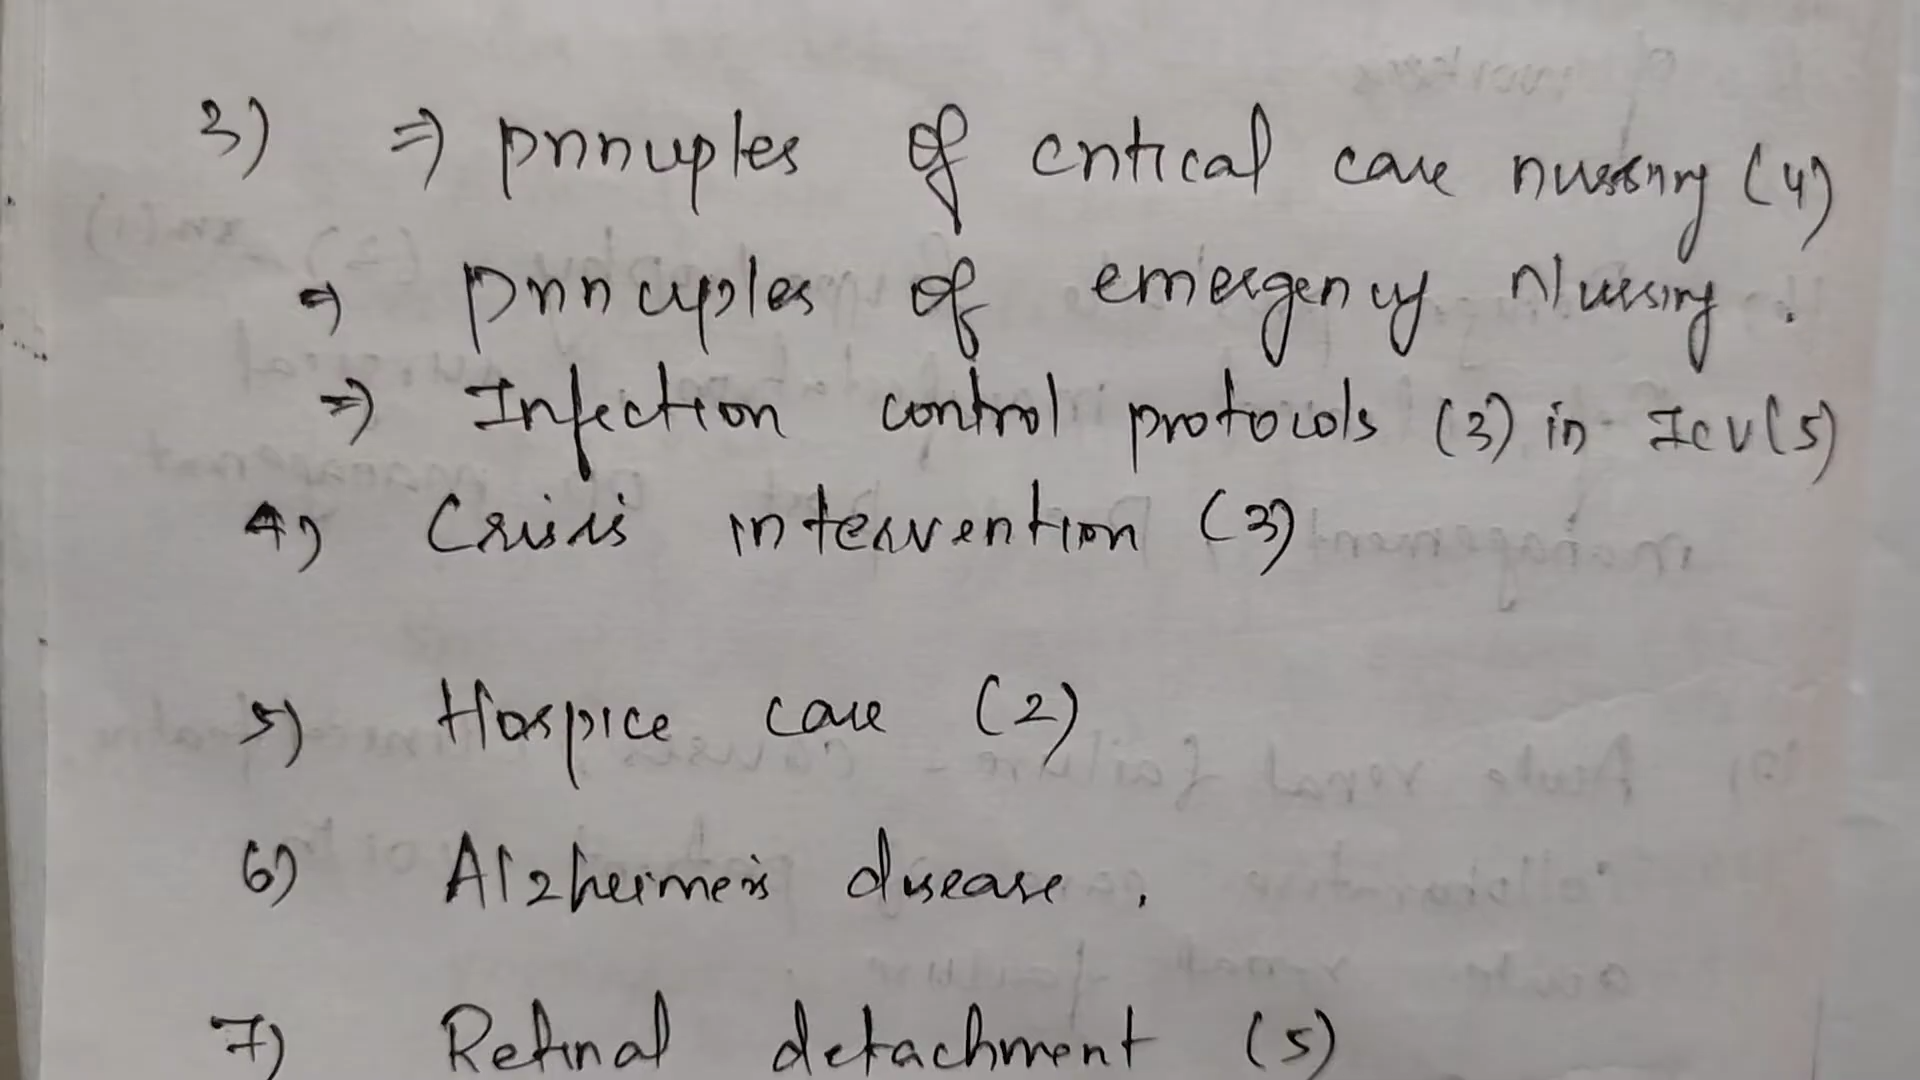 3) ⇒ principles of critical care nursing (4)
⇒ principles of emergency Nursing.
⇒ Infection control protocols (3) in ICU (5)
4) Crisis intervention (3)
5) Hospice care (2)
6) Alzheimer's disease.
7) Retinal detachment (5)